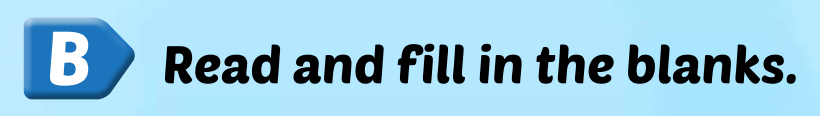 B Read and fill in the blanks.